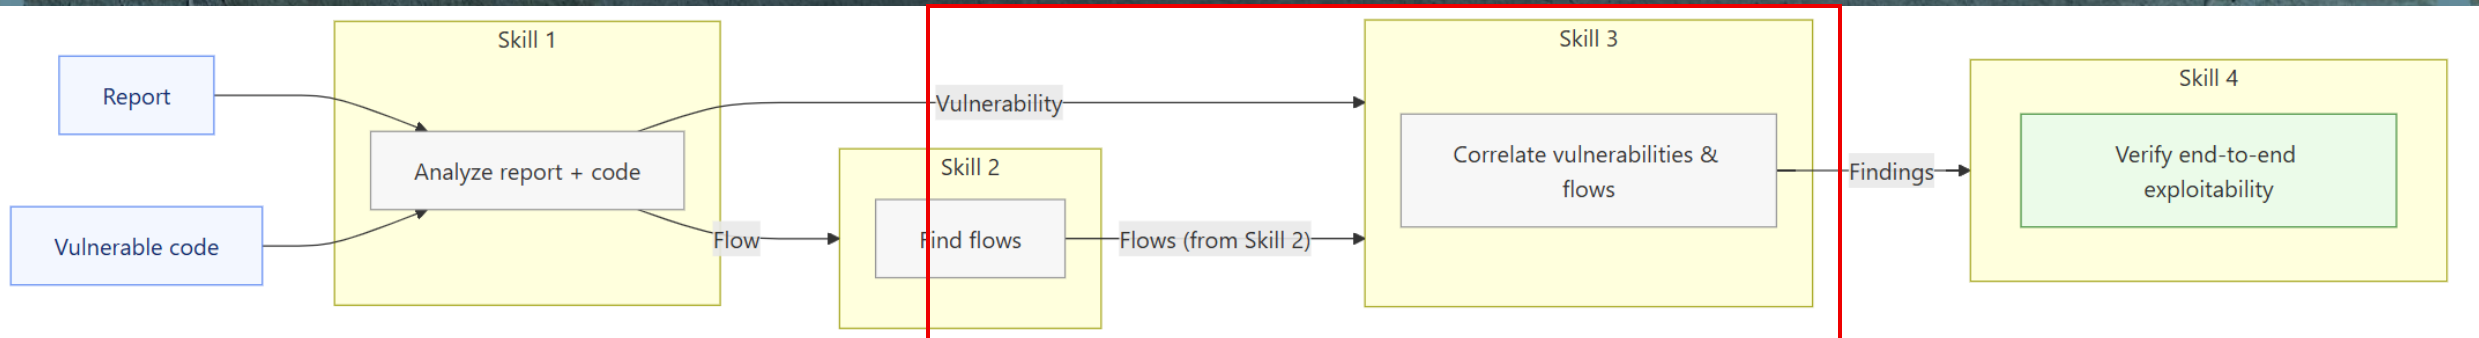 Report
Vulnerable code
Skill 1
Analyze report + code
Vulnerability
Flow
Skill 2
Find flows
Flows (from Skill 2)
Skill 3
Correlate vulnerabilities &
flows
Findings
Skill 4
Verify end-to-end
exploitability